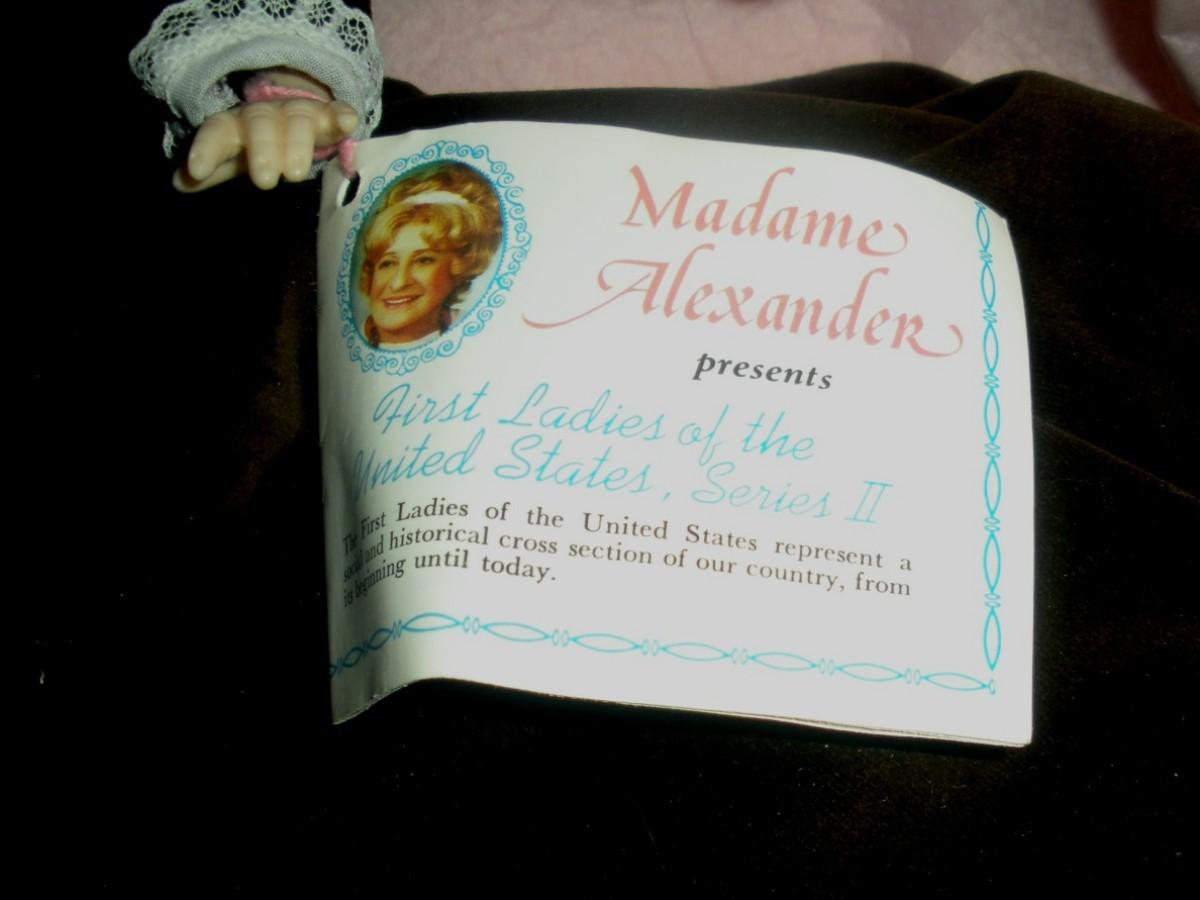 Madame
Alexander
presents
First Ladies of the
United States, Series II
The First Ladies of the United States represent a
social and historical cross section of our country, from
its beginning until today.